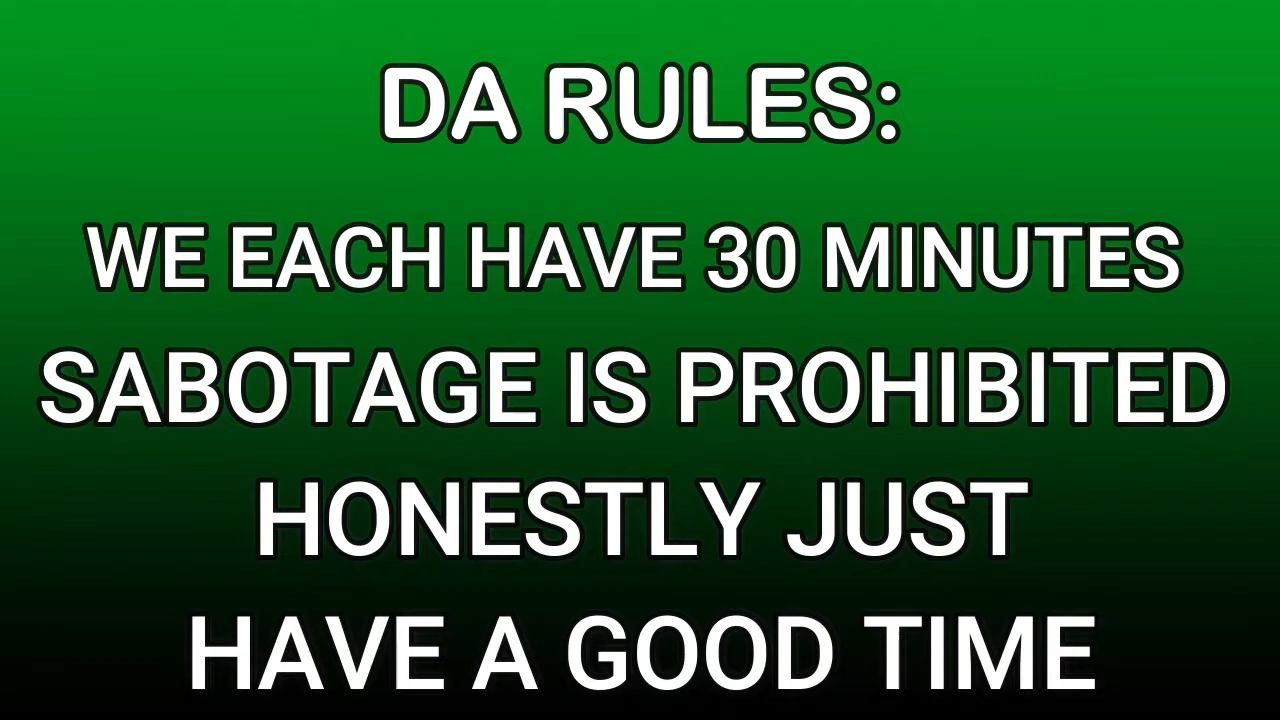 DA RULES:
WE EACH HAVE 30 MINUTES
SABOTAGE IS PROHIBITED
HONESTLY JUST
HAVE A GOOD TIME